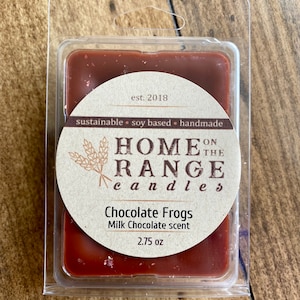 est. 2018
sustainable • soy based • handmade
HOME ON THE
RANGE
candles
Chocolate Frogs
Milk Chocolate scent
2.75 oz